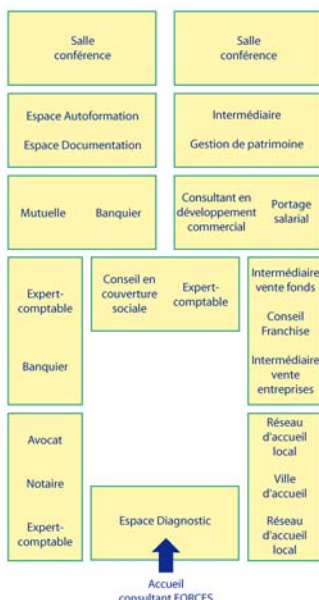 Salle
conférence
Salle
conférence
Espace Autoformation
Espace Documentation
Intermédiaire
Gestion de patrimoine
Mutuelle Banquier
Consultant en
développement
commercial
Portage
salarial
Expert-
comptable
Banquier
Conseil en
couverture
sociale
Expert-
comptable
Intermédiaire
vente fonds
Conseil
Franchise
Intermédiaire
vente
entreprises
Avocat
Notaire
Expert-
comptable
Espace Diagnostic
Réseau
d'accueil
local
Ville
d'accueil
Réseau
d'accueil
local
Accueil
consultant FORCES